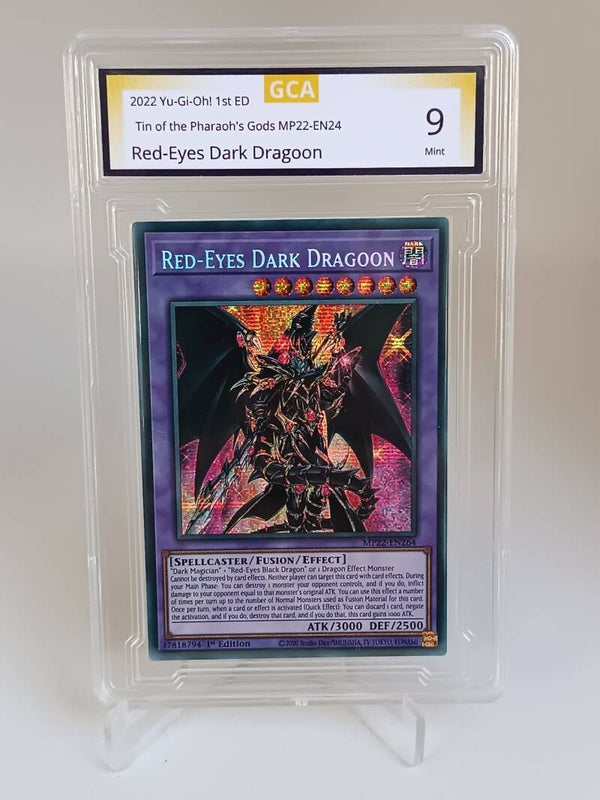 GCA
2022 Yu-Gi-Oh! 1st ED
Tin of the Pharaoh's Gods MP22-EN24
Red-Eyes Dark Dragoon
9
Mint
RED-EYES DARK DRAGOON
DARK
闇
MP22-EN264
[SPELLCASTER/FUSION/EFFECT]
"Dark Magician" + "Red-Eyes Black Dragon" or 1 Dragon Effect Monster
Cannot be destroyed by card effects. Neither player can target this card with card effects. During
your Main Phase: You can destroy 1 monster your opponent controls, and if you do, inflict
damage to your opponent equal to that monster's original ATK. You can use this effect a number
of times per turn up to the number of Normal Monsters used as Fusion Material for this card.
Once per turn, when a card or effect is activated (Quick Effect): You can discard 1 card; negate
the activation, and if you do, destroy that card, and if you do that, this card gains 1000 ATK.
ATK/3000 DEF/2500
37818794 1st Edition
©2020 Studio Dice/SHUEISHA, TV TOKYO, KONAMI